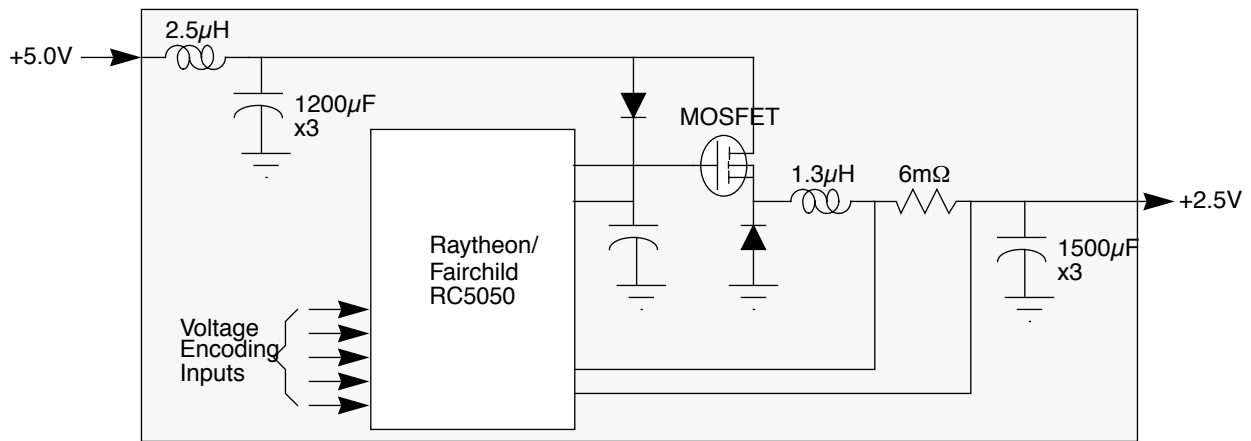 2.5µH
+5.0V
1200µF
x3
MOSFET
1.3µH
6mΩ
+2.5V
Raytheon/
Fairchild
RC5050
1500µF
x3
Voltage
Encoding
Inputs